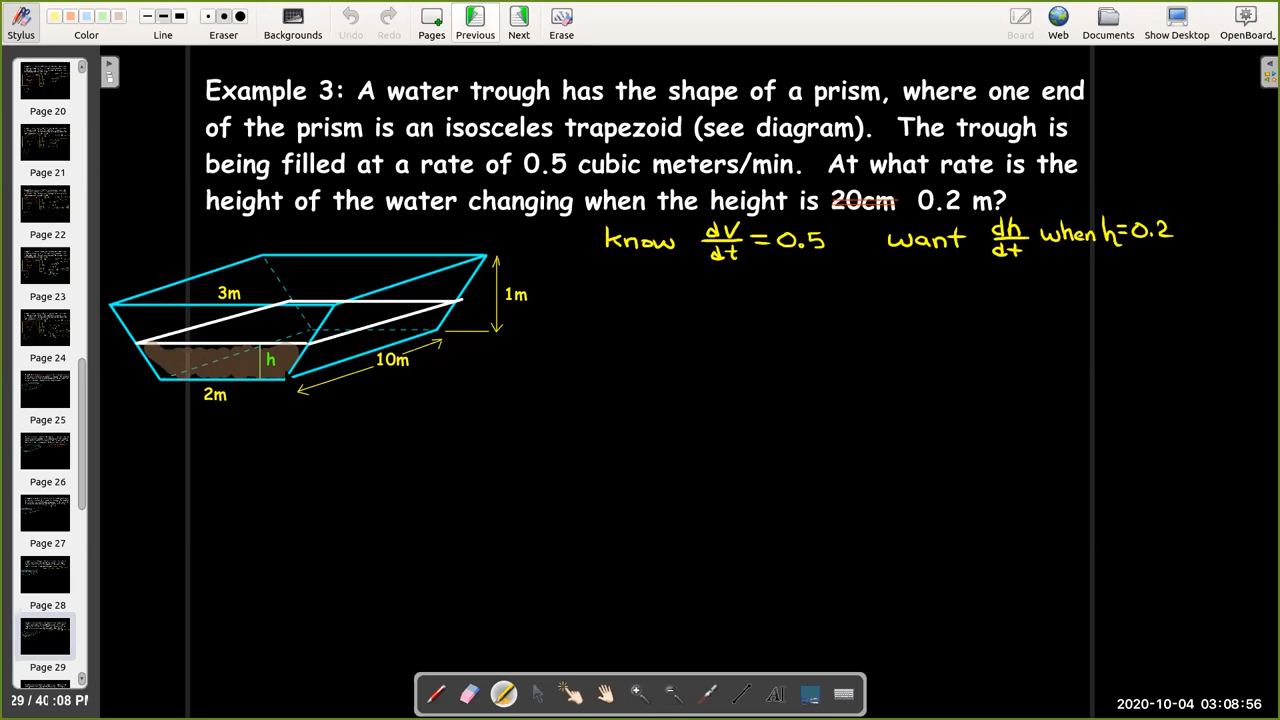 Stylus Color Line Eraser Backgrounds Undo Redo Pages Previous Next Erase Board Web Documents Show Desktop OpenBoard
Page 20
Page 21
Page 22
Page 23
Page 24
Page 25
Page 26
Page 27
Page 28
Page 29
Example 3: A water trough has the shape of a prism, where one end
of the prism is an isosceles trapezoid (see diagram). The trough is
being filled at a rate of 0.5 cubic meters/min. At what rate is the
height of the water changing when the height is 20cm 0.2 m?
know dV/dt = 0.5 want dh/dt when h=0.2
3m
1m
h
10m
2m
AI
29 / 40
:08 PM
2020-10-04 03:08:56